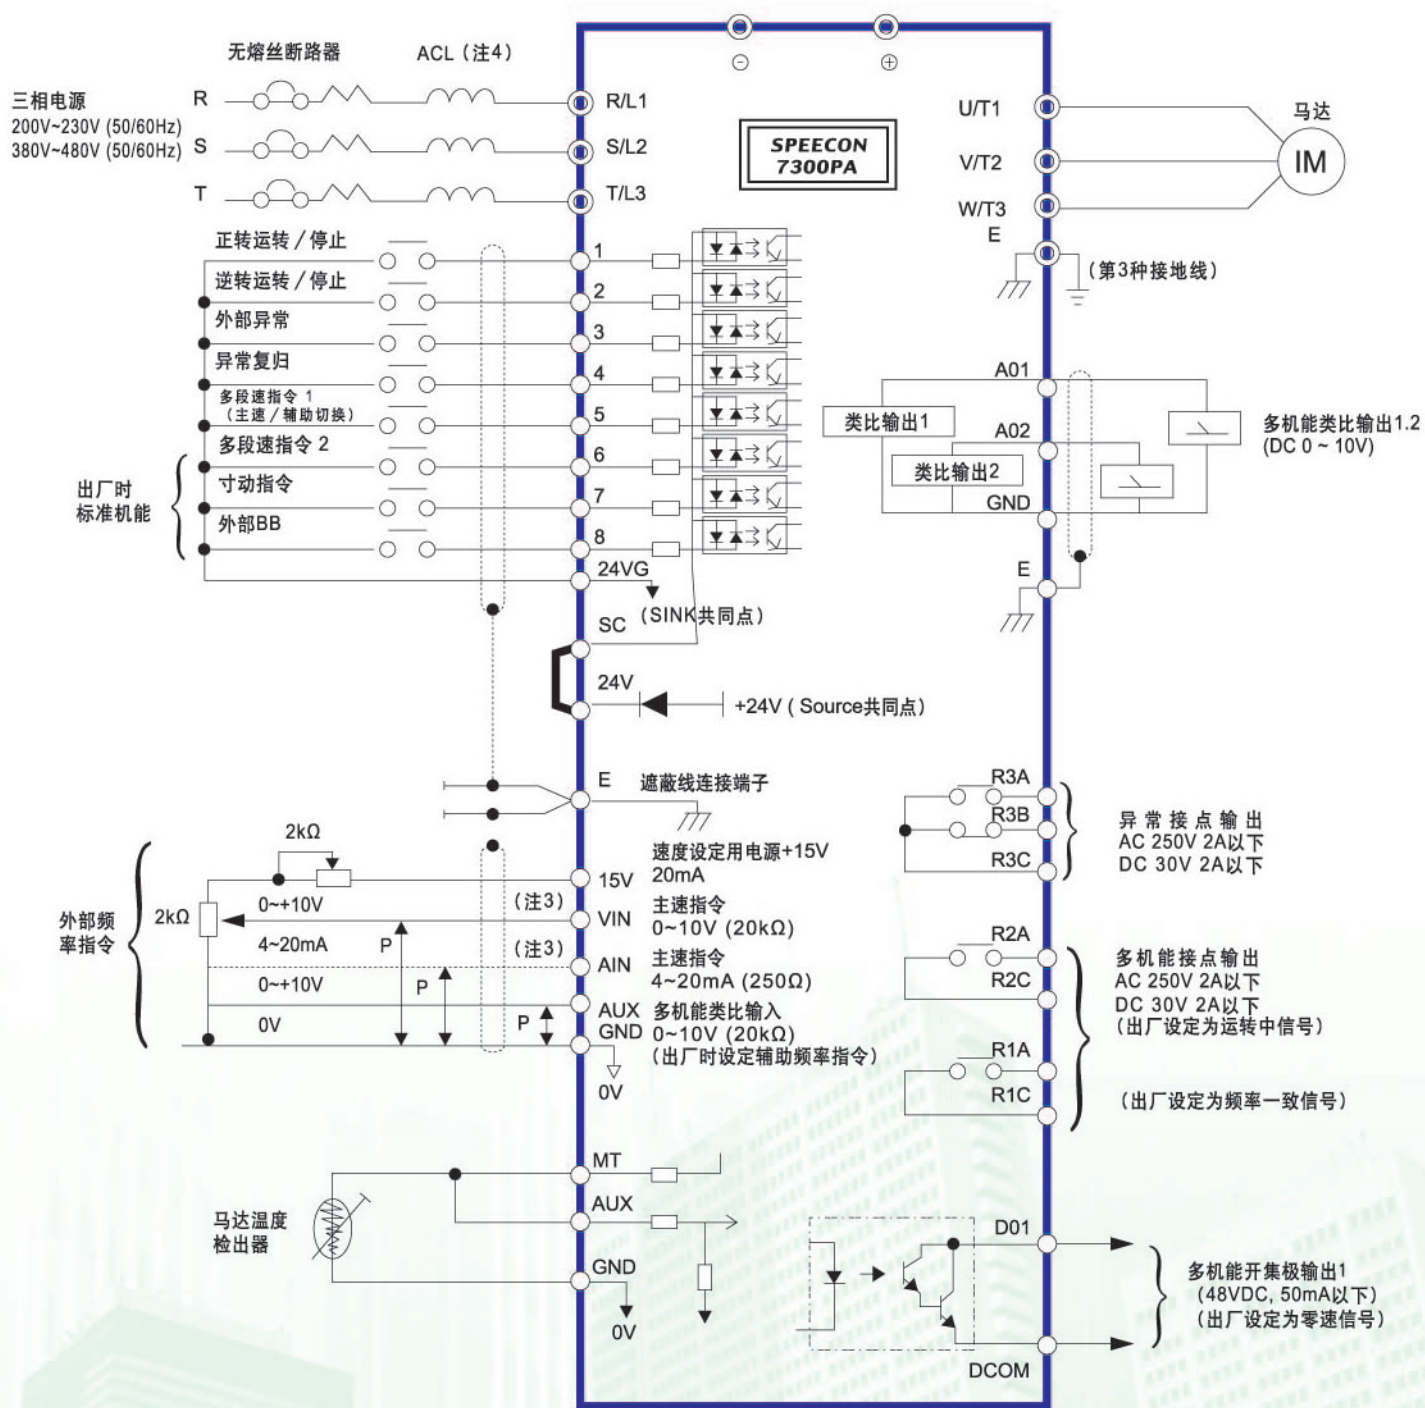 无熔丝断路器
ACL（注4）
三相电源
200V~230V (50/60Hz)
380V~480V (50/60Hz)
R
S
T
R/L1
S/L2
T/L3
⊖
⊕
SPEECON
7300PA
U/T1
V/T2
W/T3
E
马达
IM
（第3种接地线）
正转运转／停止
1
逆转运转／停止
2
外部异常
3
异常复归
4
多段速指令 1
（主速／辅助切换）
5
多段速指令 2
6
寸动指令
7
外部BB
8
出厂时
标准机能
24VG
（SINK共同点）
SC
24V
+24V ( Source共同点）
A01
类比输出1
A02
类比输出2
GND
多机能类比输出1.2
(DC 0 ~ 10V)
E
E
遮蔽线连接端子
2kΩ
15V
速度设定用电源+15V
20mA
外部频
率指令
2kΩ
0~+10V
（注3）
VIN
主速指令
0~10V (20kΩ)
P
4~20mA
（注3）
AIN
主速指令
4~20mA (250Ω)
0~+10V
P
AUX
多机能类比输入
0V
P
GND
0~10V (20kΩ)
（出厂时设定辅助频率指令）
0V
R3A
R3B
R3C
异常接点输出
AC 250V 2A以下
DC 30V 2A以下
R2A
R2C
多机能接点输出
AC 250V 2A以下
DC 30V 2A以下
（出厂设定为运转中信号）
R1A
R1C
（出厂设定为频率一致信号）
MT
AUX
马达温度
检出器
GND
0V
D01
DCOM
多机能开集极输出1
（48VDC, 50mA以下）
（出厂设定为零速信号）